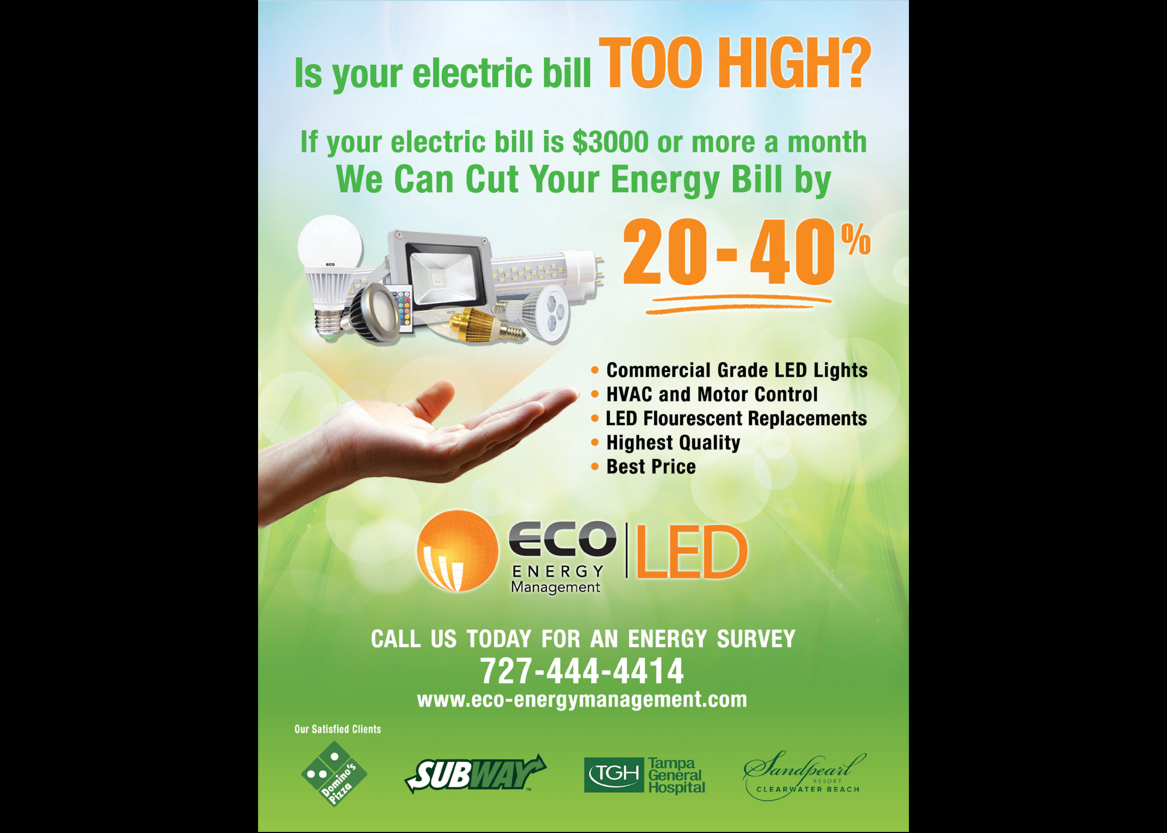 Is your electric bill TOO HIGH?
If your electric bill is $3000 or more a month
We Can Cut Your Energy Bill by
20-40%
eco
• Commercial Grade LED Lights
• HVAC and Motor Control
• LED Flourescent Replacements
• Highest Quality
• Best Price
ECO LED
ENERGY
Management
CALL US TODAY FOR AN ENERGY SURVEY
727-444-4414
www.eco-energymanagement.com
Our Satisfied Clients
Domino's
Pizza
SUBWAY
TGH
Tampa
General
Hospital
Sandpearl
RESORT
CLEARWATER BEACH